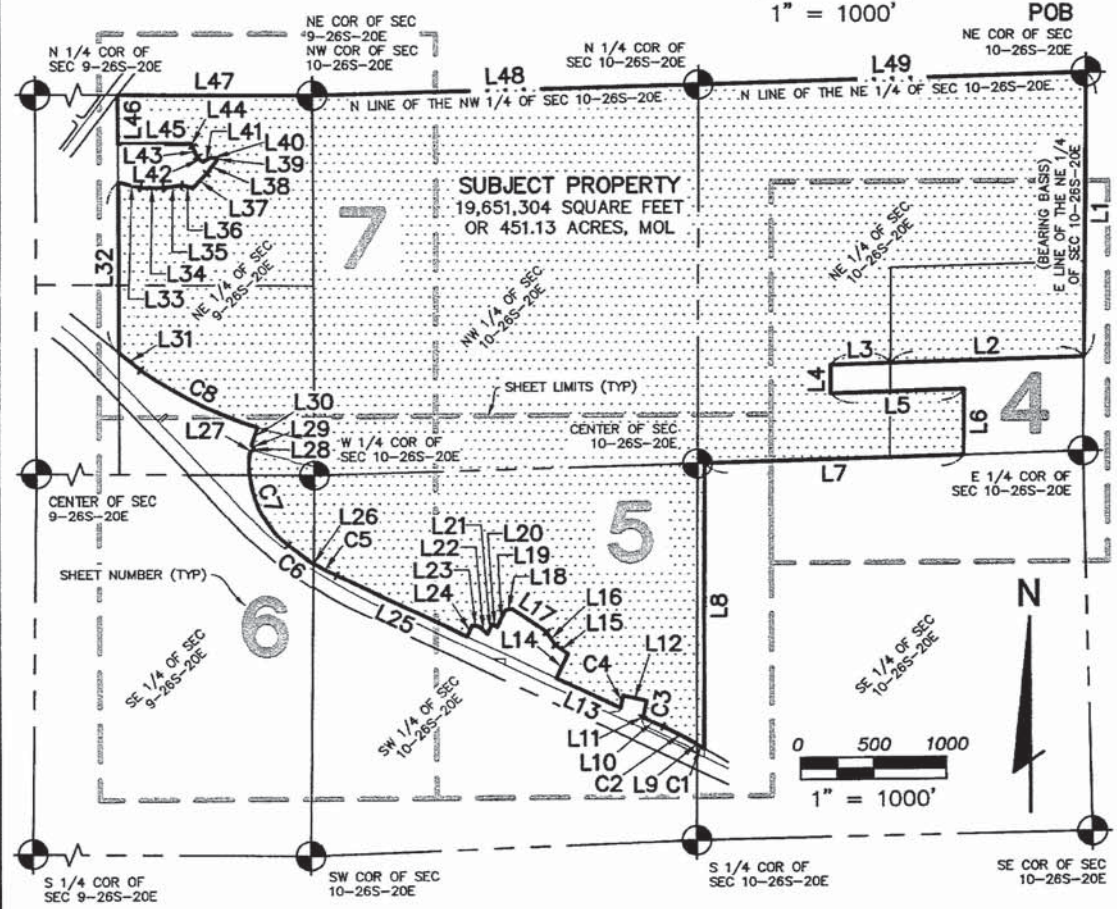 1" = 1000'
POB
NE COR OF SEC
9-26S-20E
NW COR OF SEC
10-26S-20E
N 1/4 COR OF
SEC 9-26S-20E
N 1/4 COR OF
SEC 10-26S-20E
NE COR OF SEC
10-26S-20E
L47
L48
L49
N LINE OF THE NW 1/4 OF SEC 10-26S-20E
N LINE OF THE NE 1/4 OF SEC 10-26S-20E
L46
L45
L44
L41
L40
L43
L42
L39
L38
L37
L36
L35
L34
L33
L32
L31
SUBJECT PROPERTY
19,651,304 SQUARE FEET
OR 451.13 ACRES, MOL
7
NE 1/4 OF SEC
9-26S-20E
NW 1/4 OF SEC
10-26S-20E
NE 1/4 OF SEC
10-26S-20E
(BEARING BASIS)
E LINE OF THE NE 1/4
OF SEC 10-26S-20E
L1
L3
L2
L4
L5
L6
4
SHEET LIMITS (TYP)
C8
L30
L29
L28
L27
W 1/4 COR OF
SEC 10-26S-20E
CENTER OF SEC
10-26S-20E
L7
E 1/4 COR OF
SEC 10-26S-20E
CENTER OF SEC
9-26S-20E
C7
L26
C5
C6
L21
L20
L22
L19
L23
L18
L24
L17
L16
L15
L14
5
L8
SHEET NUMBER (TYP)
6
L25
L12
C4
C3
L13
L11
L10
C2
L9
C1
SE 1/4 OF SEC
9-26S-20E
SW 1/4 OF SEC
10-26S-20E
SE 1/4 OF SEC
10-26S-20E
N
0 500 1000
1" = 1000'
S 1/4 COR OF
SEC 9-26S-20E
SW COR OF SEC
10-26S-20E
S 1/4 COR OF
SEC 10-26S-20E
SE COR OF SEC
10-26S-20E